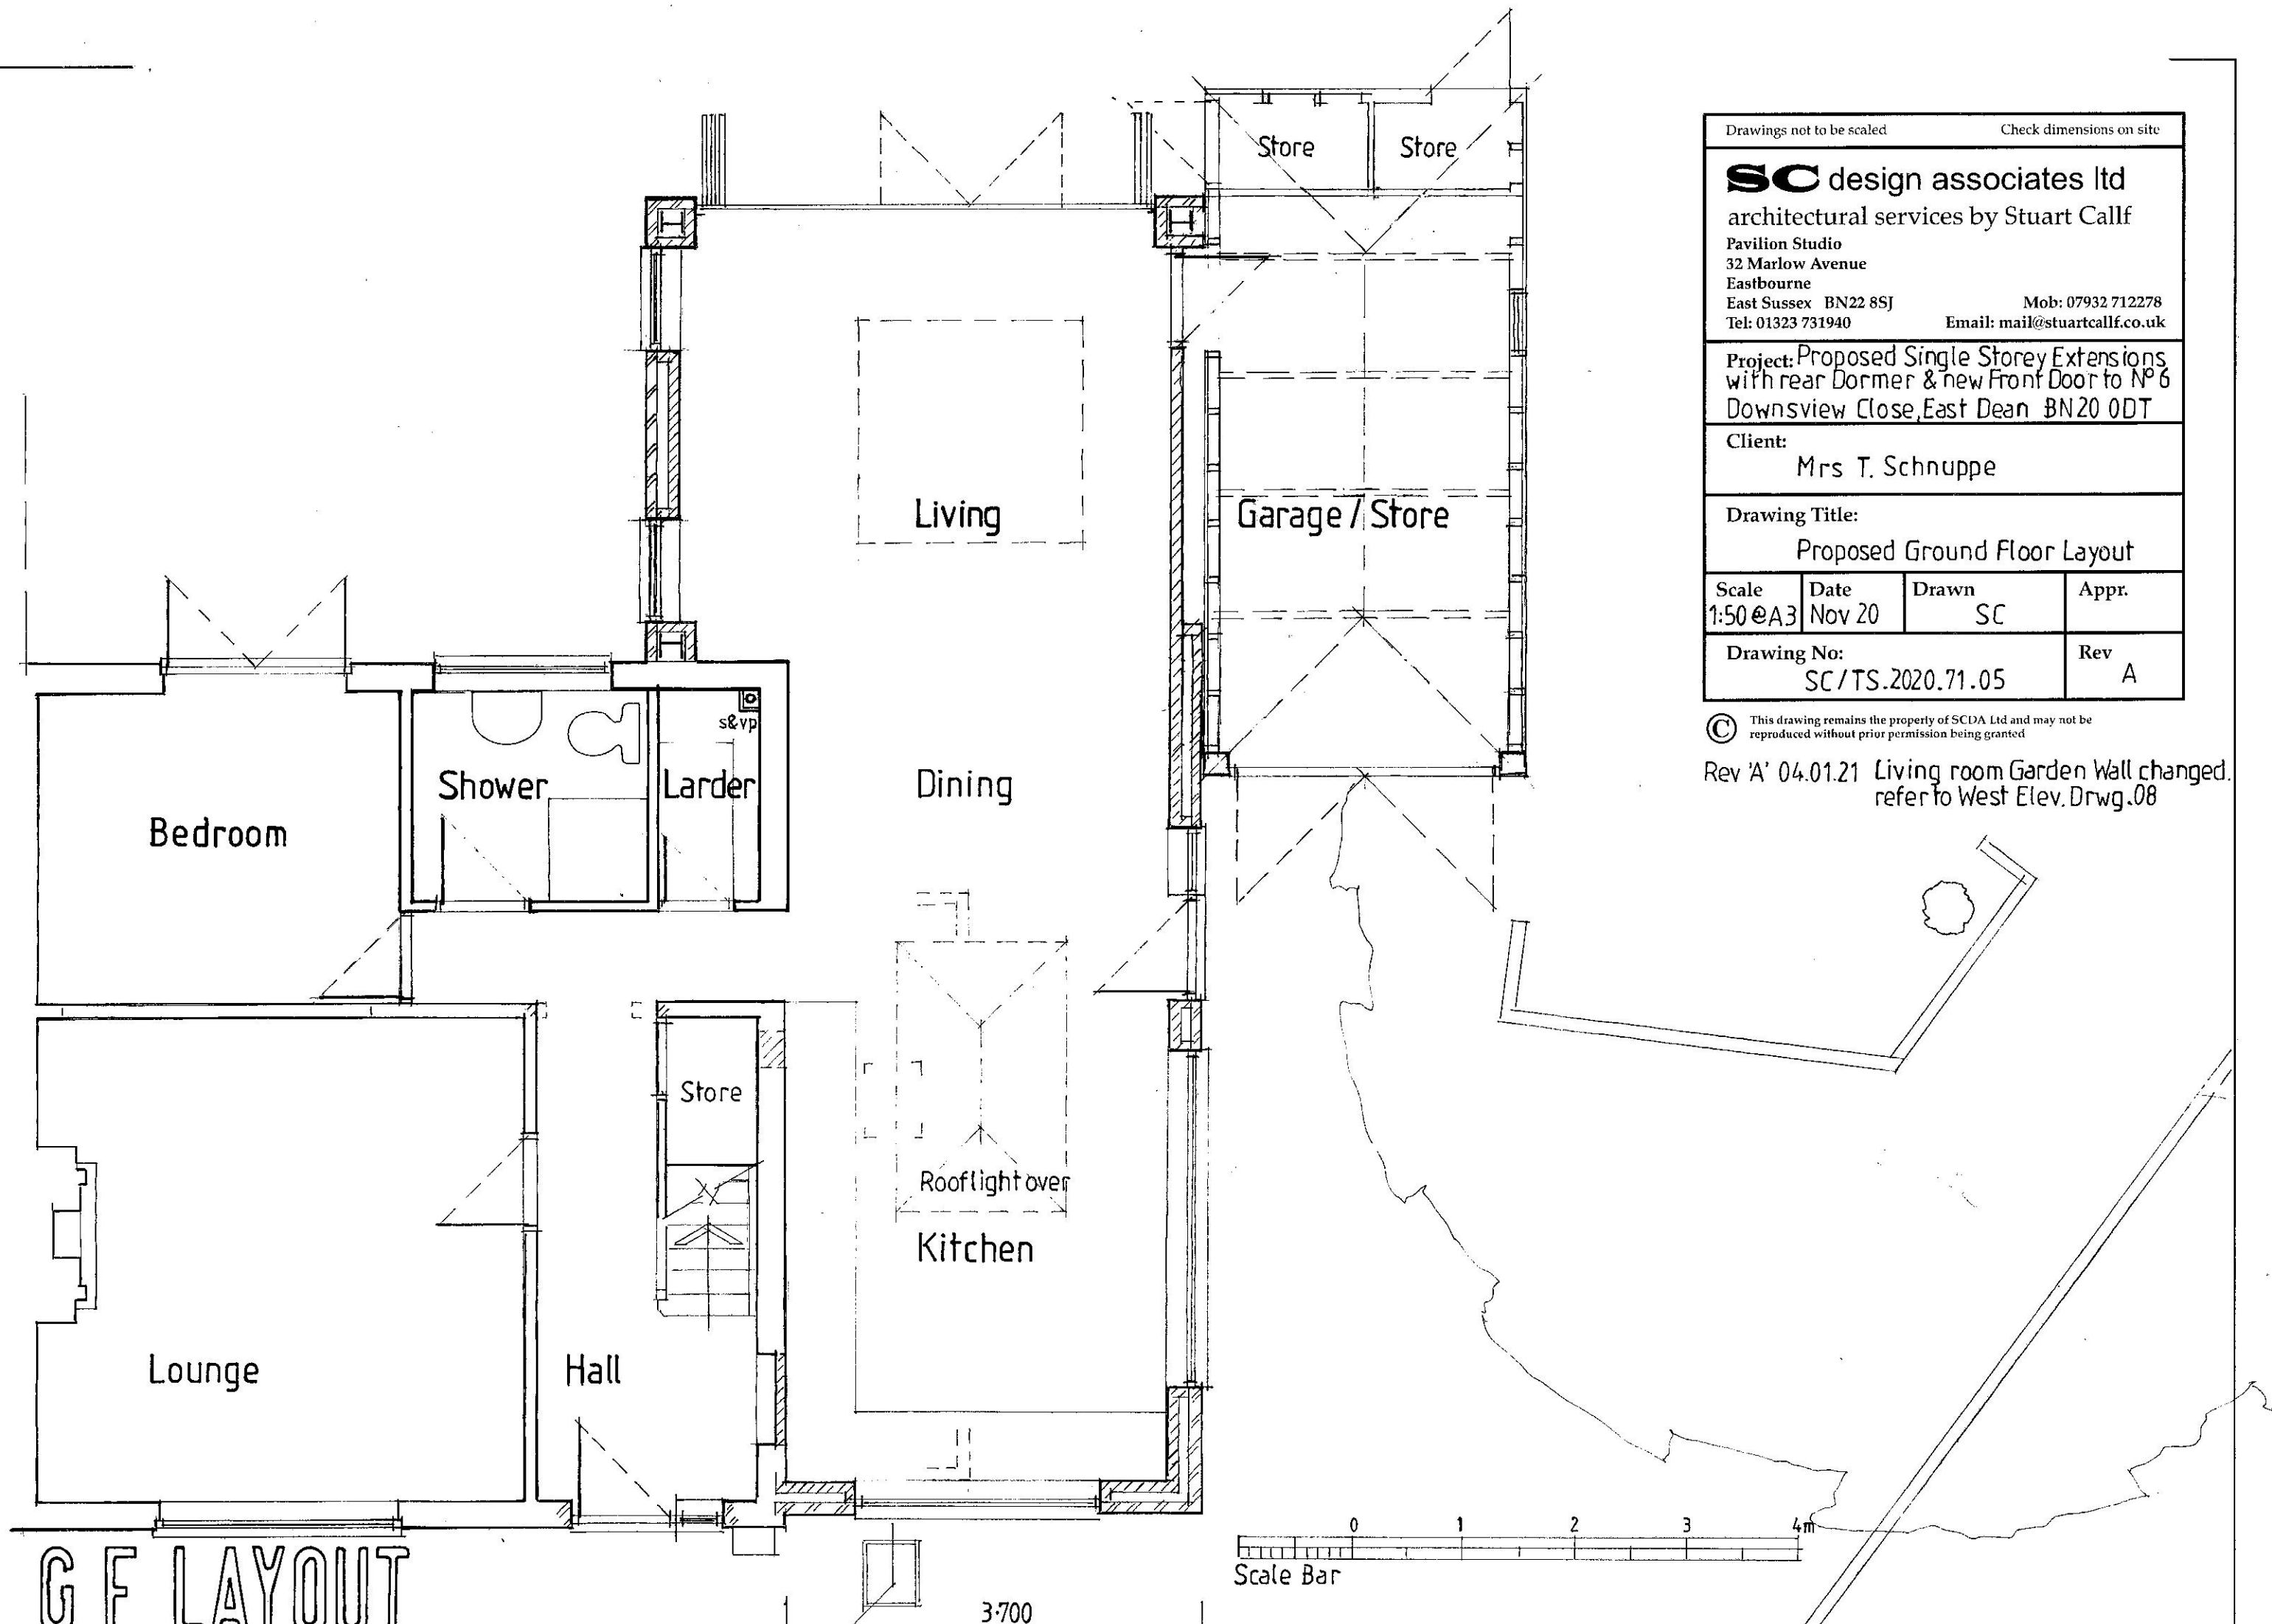 Drawings not to be scaled Check dimensions on site
SC design associates ltd
architectural services by Stuart Callf
Pavilion Studio
32 Marlow Avenue
Eastbourne
East Sussex BN22 8SJ Mob: 07932 712278
Tel: 01323 731940 Email: mail@stuartcallf.co.uk
Project: Proposed Single Storey Extensions
with rear Dormer & new Front Door to Nº 6
Downsview Close, East Dean BN20 0DT
Client:
Mrs T. Schnuppe
Drawing Title:
Proposed Ground Floor Layout
Scale Date Drawn Appr.
1:50@A3 Nov 20 SC
Drawing No: Rev
SC/TS.2020.71.05 A
© This drawing remains the property of SCDA Ltd and may not be
reproduced without prior permission being granted
Rev 'A' 04.01.21 Living room Garden Wall changed.
refer to West Elev. Drwg.08
Store Store
Living Garage / Store
s&vp
Shower Larder Dining
Bedroom
Store
Rooflight over
Kitchen
Lounge Hall
0 1 2 3 4m
Scale Bar
G F LAYOUT
3·700